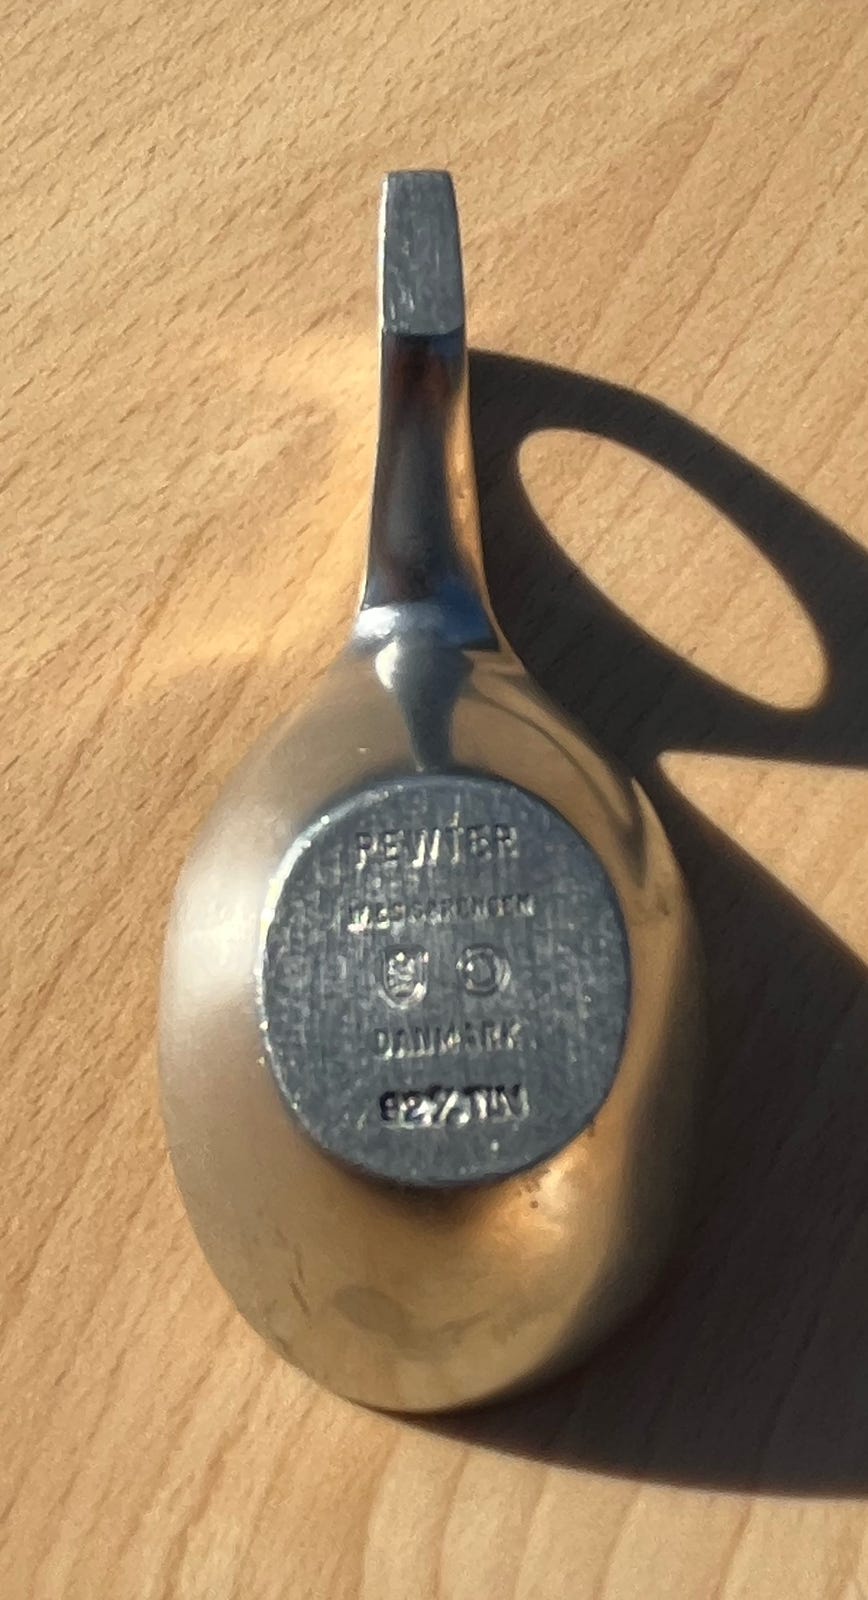 PEWTER
DANMARK
92% TIN